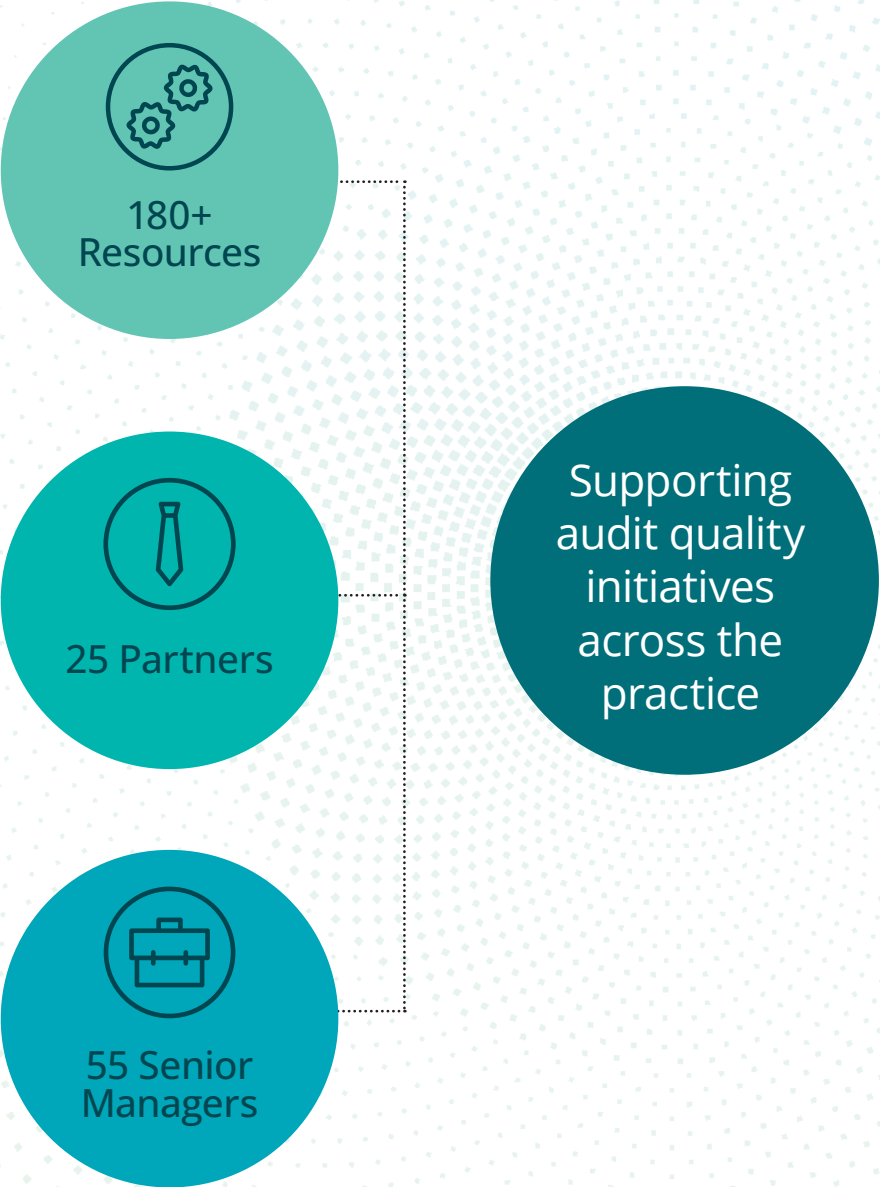 180+
Resources
25 Partners
55 Senior
Managers
Supporting
audit quality
initiatives
across the
practice